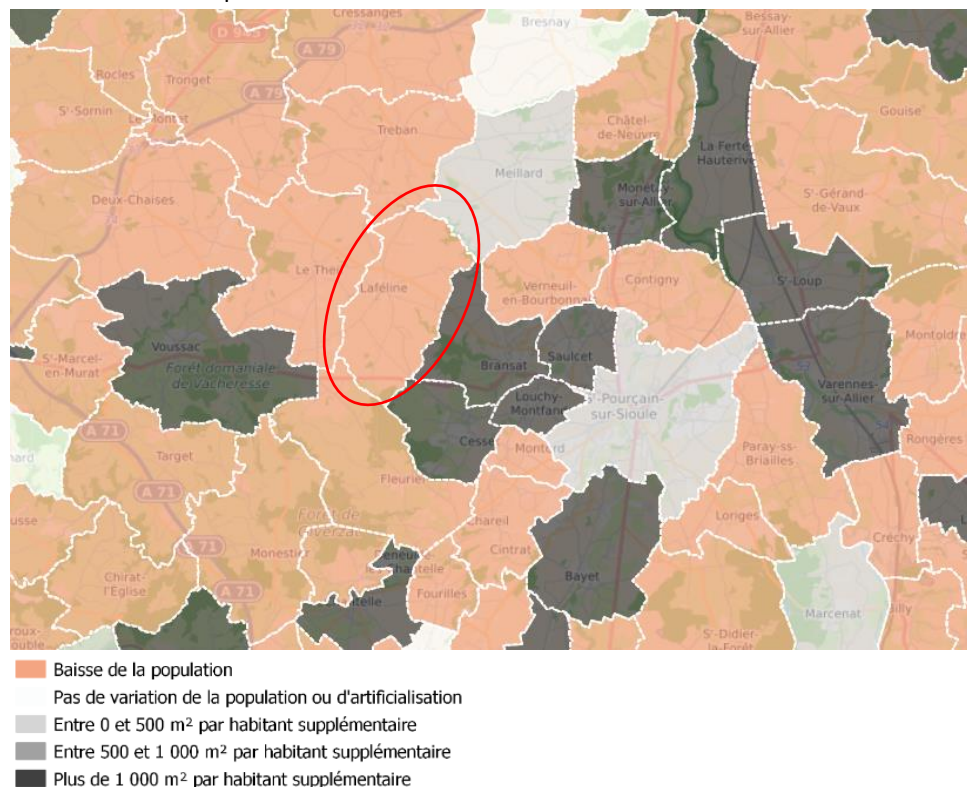 Cressanges
Bresnay
Bessay-
sur-Allier
D 945
A 79
Rocles
Tronget
A 79
St-Sornin
Le Montet
Treban
Châtel-
de-Neuvre
Gouise
La Ferté-
Hauterive
Meillard
Monétay-
sur-Allier
St-Gérand-
de-Vaux
Deux-Chaises
Le Theil
Laféline
Verneuil-
en-Bourbonnais
Contigny
St-Loup
Montoldre
Voussac
Forêt domaniale
de Vacheresse
St-Marcel-
en-Murat
Bransat
Saulcet
Louchy-
Montfand
St-Pourçain-
sur-Sioule
Varennes-
sur-Allier
A 71
Cesset
Montord
Paray-ss-
Briailles
Rongères
Target
Fleuriel
A 71
Forêt de
Giverzat
Chareil
Loriges
Créchy
A 71
Monestier
Cintrat
Bayet
Chirat-
l'Église
A 71
Fourilles
Marcenat
St-Didier-
la-Forêt
Baisse de la population
Pas de variation de la population ou d'artificialisation
Entre 0 et 500 m² par habitant supplémentaire
Entre 500 et 1 000 m² par habitant supplémentaire
Plus de 1 000 m² par habitant supplémentaire